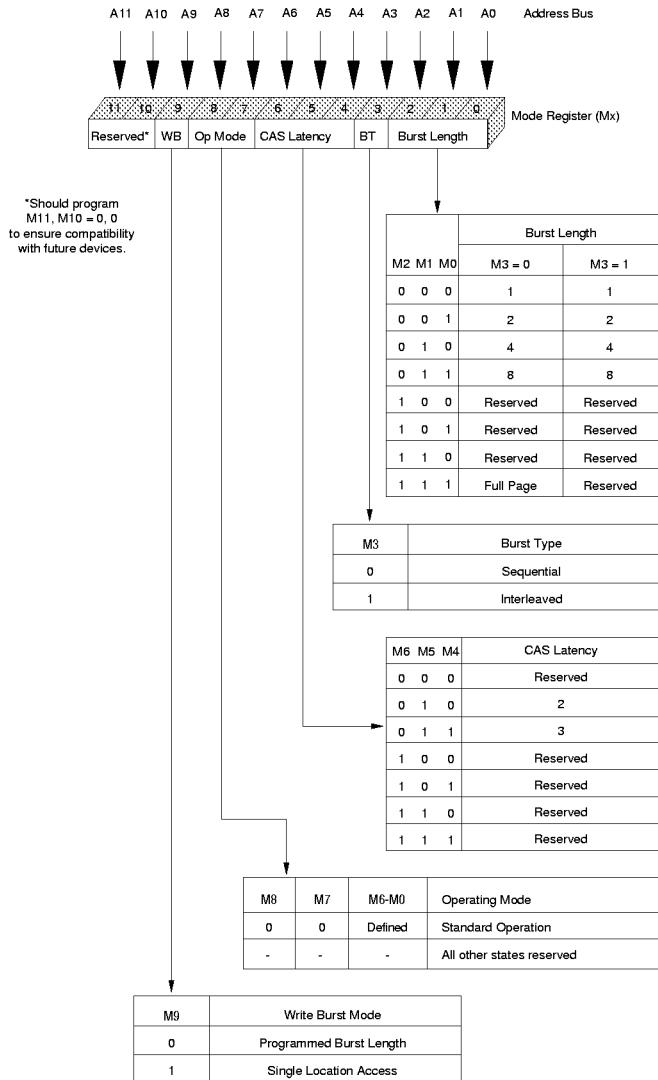 A11 A10 A9 A8 A7 A6 A5 A4 A3 A2 A1 A0 Address Bus
11 10 9 8 7 6 5 4 3 2 1 0
Mode Register (Mx)
Reserved* WB Op Mode CAS Latency BT Burst Length
*Should program
M11, M10 = 0, 0
to ensure compatibility
with future devices.
Burst Length
M2 M1 M0 M3 = 0 M3 = 1
0 0 0 1 1
0 0 1 2 2
0 1 0 4 4
0 1 1 8 8
1 0 0 Reserved Reserved
1 0 1 Reserved Reserved
1 1 0 Reserved Reserved
1 1 1 Full Page Reserved
M3 Burst Type
0 Sequential
1 Interleaved
M6 M5 M4 CAS Latency
0 0 0 Reserved
0 1 0 2
0 1 1 3
1 0 0 Reserved
1 0 1 Reserved
1 1 0 Reserved
1 1 1 Reserved
M8 M7 M6-M0 Operating Mode
0 0 Defined Standard Operation
- - - All other states reserved
M9 Write Burst Mode
0 Programmed Burst Length
1 Single Location Access